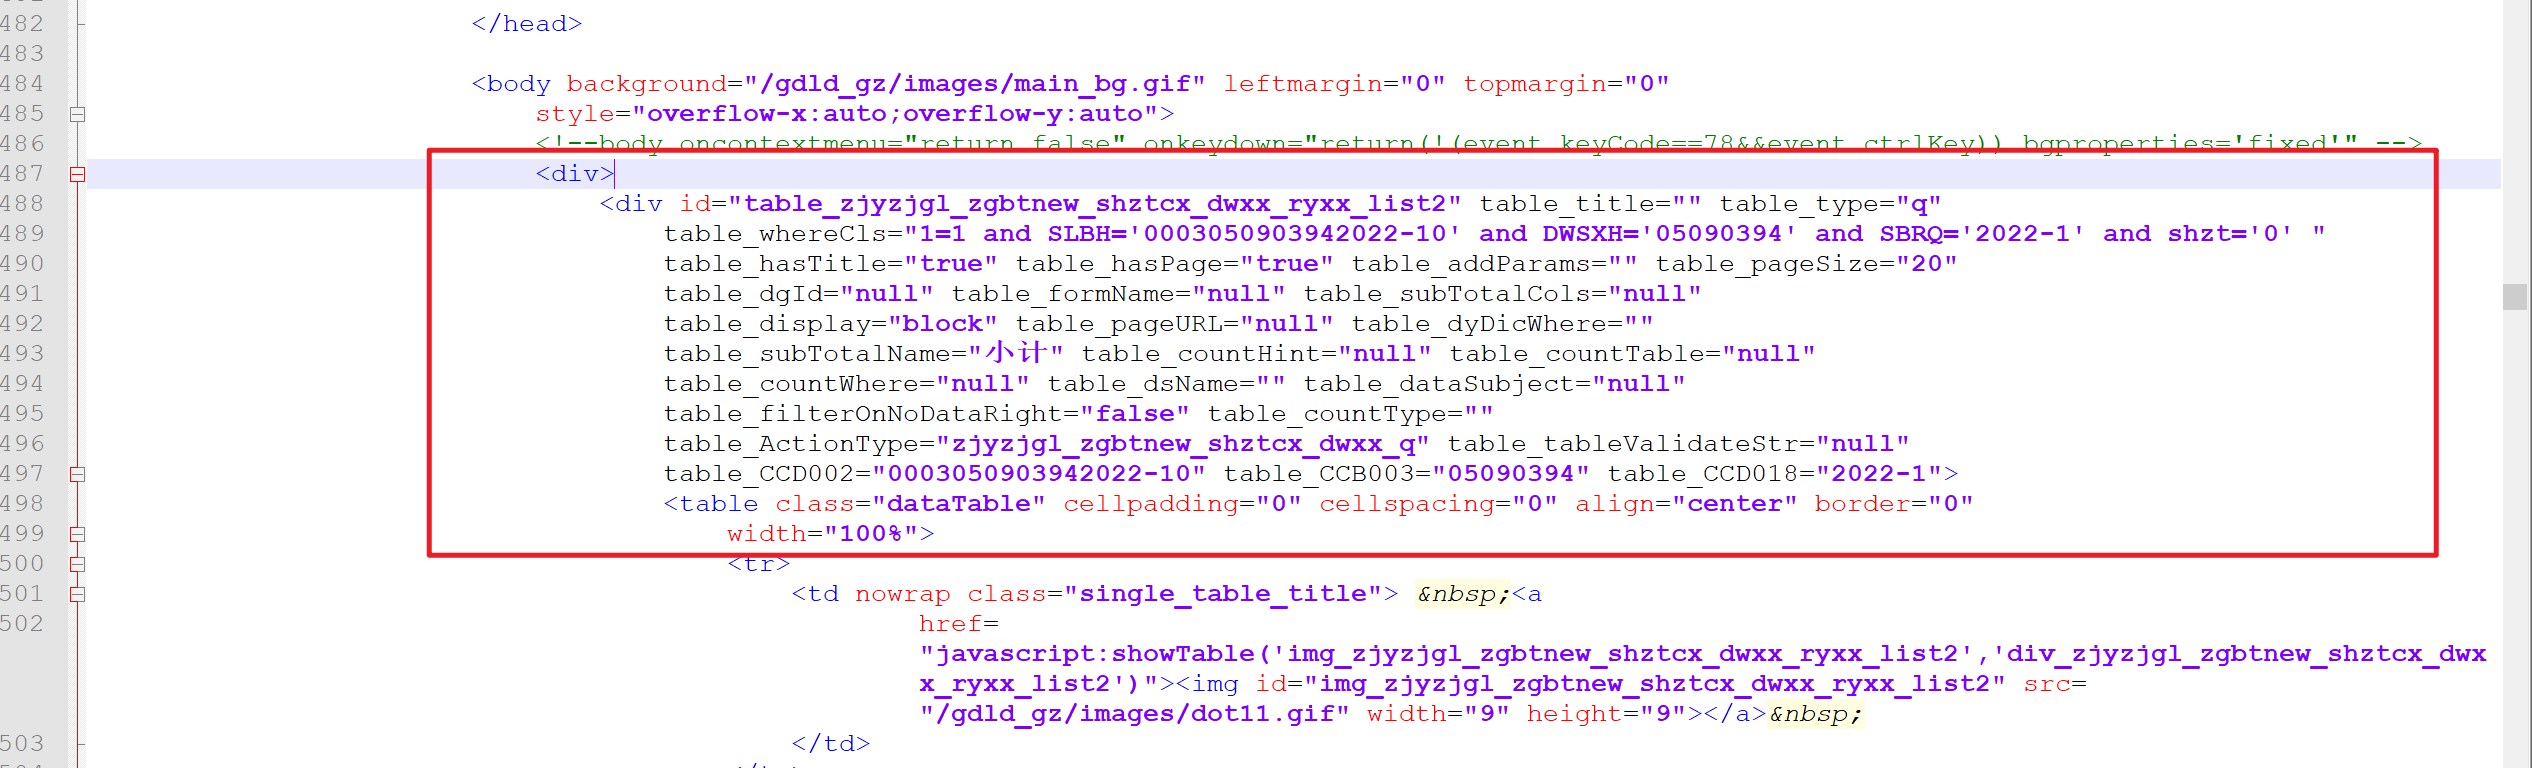 482 </head>
483
484 <body background="/gdld_gz/images/main_bg.gif" leftmargin="0" topmargin="0"
485 style="overflow-x:auto;overflow-y:auto">
486 <!--body oncontextmenu="return false" onkeydown="return(!(event.keyCode==78&&event.ctrlKey)) bgproperties='fixed'" -->
487 <div>
488 <div id="table_zjyzjgl_zgbtnew_shztcx_dwxx_ryxx_list2" table_title="" table_type="q"
489 table_whereCls="1=1 and SLBH='0003050903942022-10' and DWSXH='05090394' and SBRQ='2022-1' and shzt='0' "
490 table_hasTitle="true" table_hasPage="true" table_addParams="" table_pageSize="20"
491 table_dgId="null" table_formName="null" table_subTotalCols="null"
492 table_display="block" table_pageURL="null" table_dyDicWhere=""
493 table_subTotalName="小计" table_countHint="null" table_countTable="null"
494 table_countWhere="null" table_dsName="" table_dataSubject="null"
495 table_filterOnNoDataRight="false" table_countType=""
496 table_ActionType="zjyzjgl_zgbtnew_shztcx_dwxx_q" table_tableValidateStr="null"
497 table_CCD002="0003050903942022-10" table_CCB003="05090394" table_CCD018="2022-1">
498 <table class="dataTable" cellpadding="0" cellspacing="0" align="center" border="0"
499 width="100%">
500 <tr>
501 <td nowrap class="single_table_title"> &nbsp;<a
502 href=
"javascript:showTable('img_zjyzjgl_zgbtnew_shztcx_dwxx_ryxx_list2','div_zjyzjgl_zgbtnew_shztcx_dwx
x_ryxx_list2')"><img id="img_zjyzjgl_zgbtnew_shztcx_dwxx_ryxx_list2" src=
"/gdld_gz/images/dot11.gif" width="9" height="9"></a>&nbsp;
503 </td>